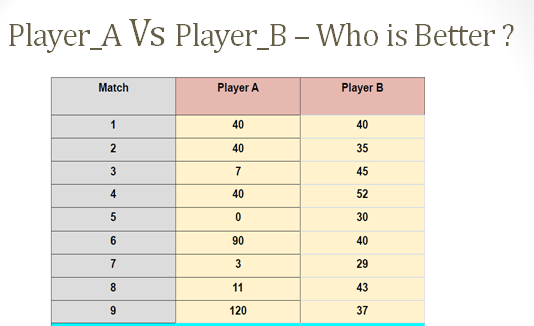 Player_A Vs Player_B – Who is Better ?
Match Player A Player B
1 40 40
2 40 35
3 7 45
4 40 52
5 0 30
6 90 40
7 3 29
8 11 43
9 120 37